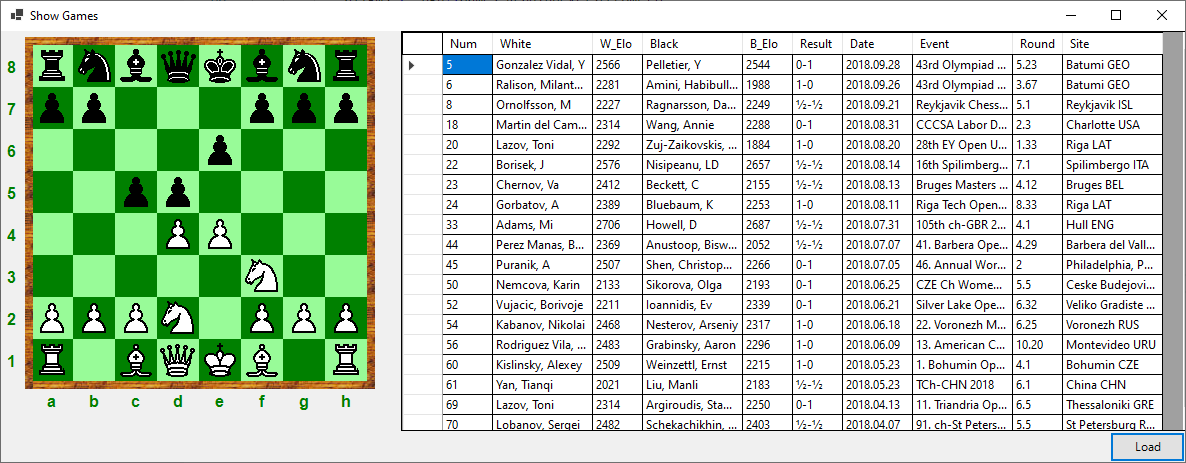 Show Games
8
7
6
5
4
3
2
1
a b c d e f g h
Num White W_Elo Black B_Elo Result Date Event Round Site
5 Gonzalez Vidal, Y 2566 Pelletier, Y 2544 0-1 2018.09.28 43rd Olympiad ... 5.23 Batumi GEO
6 Ralison, Milant... 2281 Amini, Habibull... 1988 1-0 2018.09.26 43rd Olympiad ... 3.67 Batumi GEO
8 Ornolfsson, M 2227 Ragnarsson, Da... 2249 ½-½ 2018.09.21 Reykjavik Chess... 5.1 Reykjavik ISL
18 Martin del Cam... 2314 Wang, Annie 2288 0-1 2018.08.31 CCCSA Labor D... 2.3 Charlotte USA
20 Lazov, Toni 2292 Zuj-Zaikovskis, ... 1884 1-0 2018.08.20 28th EY Open U... 1.33 Riga LAT
22 Borisek, J 2576 Nisipeanu, LD 2657 ½-½ 2018.08.14 16th Spilimberg... 7.1 Spilimbergo ITA
23 Chernov, Va 2412 Beckett, C 2155 ½-½ 2018.08.13 Bruges Masters ... 4.12 Bruges BEL
24 Gorbatov, A 2389 Bluebaum, K 2253 1-0 2018.08.11 Riga Tech Open... 8.33 Riga LAT
33 Adams, Mi 2706 Howell, D 2687 ½-½ 2018.07.31 105th ch-GBR 2... 4.1 Hull ENG
44 Perez Manas, B... 2369 Anustoop, Bisw... 2052 ½-½ 2018.07.07 41. Barbera Ope... 4.29 Barbera del Vall...
45 Puranik, A 2507 Shen, Christop... 2266 0-1 2018.07.05 46. Annual Wor... 2 Philadelphia, P...
50 Nemcova, Karin 2133 Sikorova, Olga 2193 0-1 2018.06.25 CZE Ch Wome... 5.5 Ceske Budejovi...
52 Vujacic, Borivoje 2211 Ioannidis, Ev 2339 0-1 2018.06.21 Silver Lake Ope... 6.32 Veliko Gradiste ...
54 Kabanov, Nikolai 2468 Nesterov, Arseniy 2317 1-0 2018.06.18 22. Voronezh M... 6.25 Voronezh RUS
56 Rodriguez Vila, ... 2483 Grabinsky, Aaron 2296 1-0 2018.06.09 13. American C... 10.20 Montevideo URU
60 Kislinsky, Alexey 2509 Weinzettl, Ernst 2215 1-0 2018.05.23 1. Bohumin Op... 4.1 Bohumin CZE
61 Yan, Tianqi 2021 Liu, Manli 2183 ½-½ 2018.05.23 TCh-CHN 2018 6.1 China CHN
69 Lazov, Toni 2314 Argiroudis, Sta... 2250 0-1 2018.04.13 11. Triandria Op... 6.5 Thessaloniki GRE
70 Lobanov, Sergei 2482 Schekachikhin, ... 2403 ½-½ 2018.04.07 91. ch-St Peters... 5.5 St Petersburg R...
Load